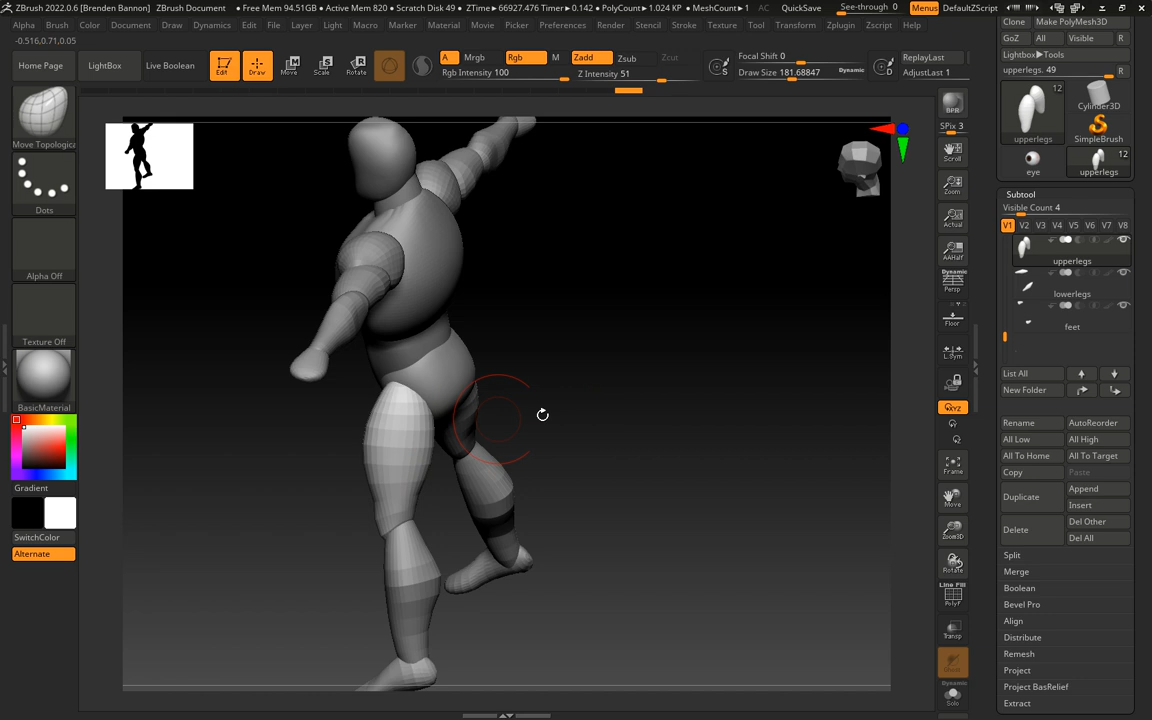 ZBrush 2022.0.6 [Brenden Bannon] ZBrush Document • Free Mem 94.51GB • Active Mem 820 • Scratch Disk 49 • ZTime▶66927.476 Timer▶0.142 • PolyCount▶1.024 KP • MeshCount▶1 AC QuickSave See-through 0 Menus DefaultZScript
Alpha Brush Color Document Draw Dynamics Edit File Layer Light Macro Marker Material Movie Picker Preferences Render Stencil Stroke Texture Tool Transform Zplugin Zscript Help
-0.516,0.71,0.05
Home Page LightBox Live Boolean Edit Draw Move Scale Rotate
A Mrgb Rgb M Zadd Zsub Zcut
Rgb Intensity 100 Z Intensity 51
Focal Shift 0
Draw Size 181.68847 Dynamic
ReplayLast
AdjustLast 1
Move Topologica
Dots
Alpha Off
Texture Off
BasicMaterial
Gradient
SwitchColor
Alternate
BPR
SPix 3
Scroll
Zoom
Actual
AAHalf
Dynamic
Persp
Floor
L.Sym
XYZ
Frame
Move
Zoom3D
Rotate
Line Fill
PolyF
Transp
Ghost
Dynamic
Solo
Clone Make PolyMesh3D
GoZ All Visible R
Lightbox▶Tools
upperlegs. 49 R
12
upperlegs
Cylinder3D
SimpleBrush
eye
12
upperlegs
Subtool
Visible Count 4
V1 V2 V3 V4 V5 V6 V7 V8
upperlegs
lowerlegs
feet
List All
New Folder
Rename AutoReorder
All Low All High
All To Home All To Target
Copy Paste
Duplicate Append
Insert
Delete Del Other
Del All
Split
Merge
Boolean
Bevel Pro
Align
Distribute
Remesh
Project
Project BasRelief
Extract